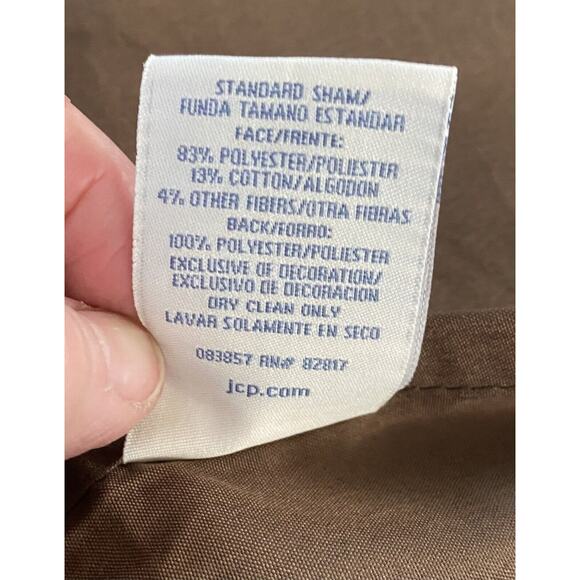 STANDARD SHAM/
FUNDA TAMANO ESTANDAR
FACE/FRENTE:
83% POLYESTER/POLIESTER
13% COTTON/ALGODON
4% OTHER FIBERS/OTRA FIBRAS
BACK/FORRO:
100% POLYESTER/POLIESTER
EXCLUSIVE OF DECORATION/
EXCLUSIVO DE DECORACION
DRY CLEAN ONLY
LAVAR SOLAMENTE EN SECO
083857 RN# 82817
jcp.com